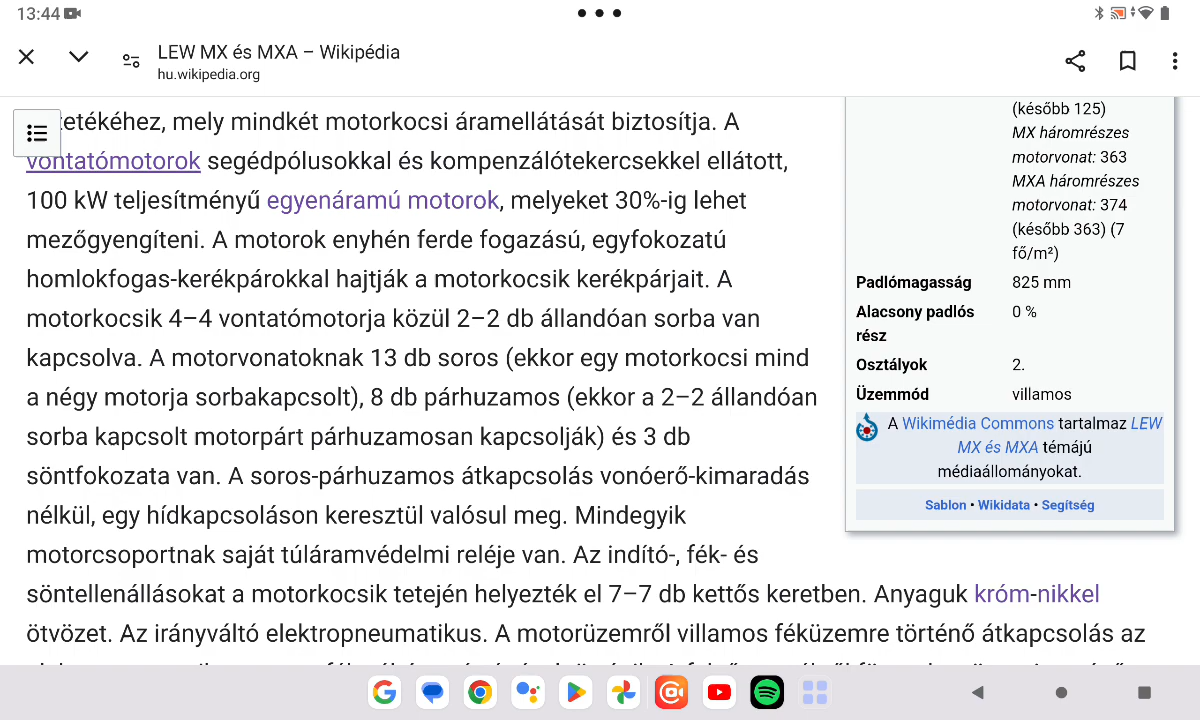 13:44
LEW MX és MXA – Wikipédia
hu.wikipedia.org
mely mindkét motorkocsi áramellátását biztosítja. A
vontatómotorok segédpólusokkal és kompenzálótekercsekkel ellátott,
100 kW teljesítményű egyenáramú motorok, melyeket 30%-ig lehet
mezőgyengíteni. A motorok enyhén ferde fogazású, egyfokozatú
homlokfogas-kerékpárokkal hajtják a motorkocsik kerékpárjait. A
motorkocsik 4–4 vontatómotorja közül 2–2 db állandóan sorba van
kapcsolva. A motorvonatoknak 13 db soros (ekkor egy motorkocsi mind
a négy motorja sorbakapcsolt), 8 db párhuzamos (ekkor a 2–2 állandóan
sorba kapcsolt motorpárt párhuzamosan kapcsolják) és 3 db
söntfokozata van. A soros-párhuzamos átkapcsolás vonóerő-kimaradás
nélkül, egy hídkapcsoláson keresztül valósul meg. Mindegyik
motorcsoportnak saját túláramvédelmi reléje van. Az indító-, fék- és
söntellenállásokat a motorkocsik tetején helyezték el 7–7 db kettős keretben. Anyaguk króm-nikkel
ötvözet. Az irányváltó elektropneumatikus. A motorüzemről villamos féküzemre történő átkapcsolás az
(később 125)
MX háromrészes
motorvonat: 363
MXA háromrészes
motorvonat: 374
(később 363) (7
fő/m²)
Padlómagasság 825 mm
Alacsony padlós 0 %
rész
Osztályok 2.
Üzemmód villamos
A Wikimédia Commons tartalmaz LEW
MX és MXA témájú
médiaállományokat.
Sablon • Wikidata • Segítség